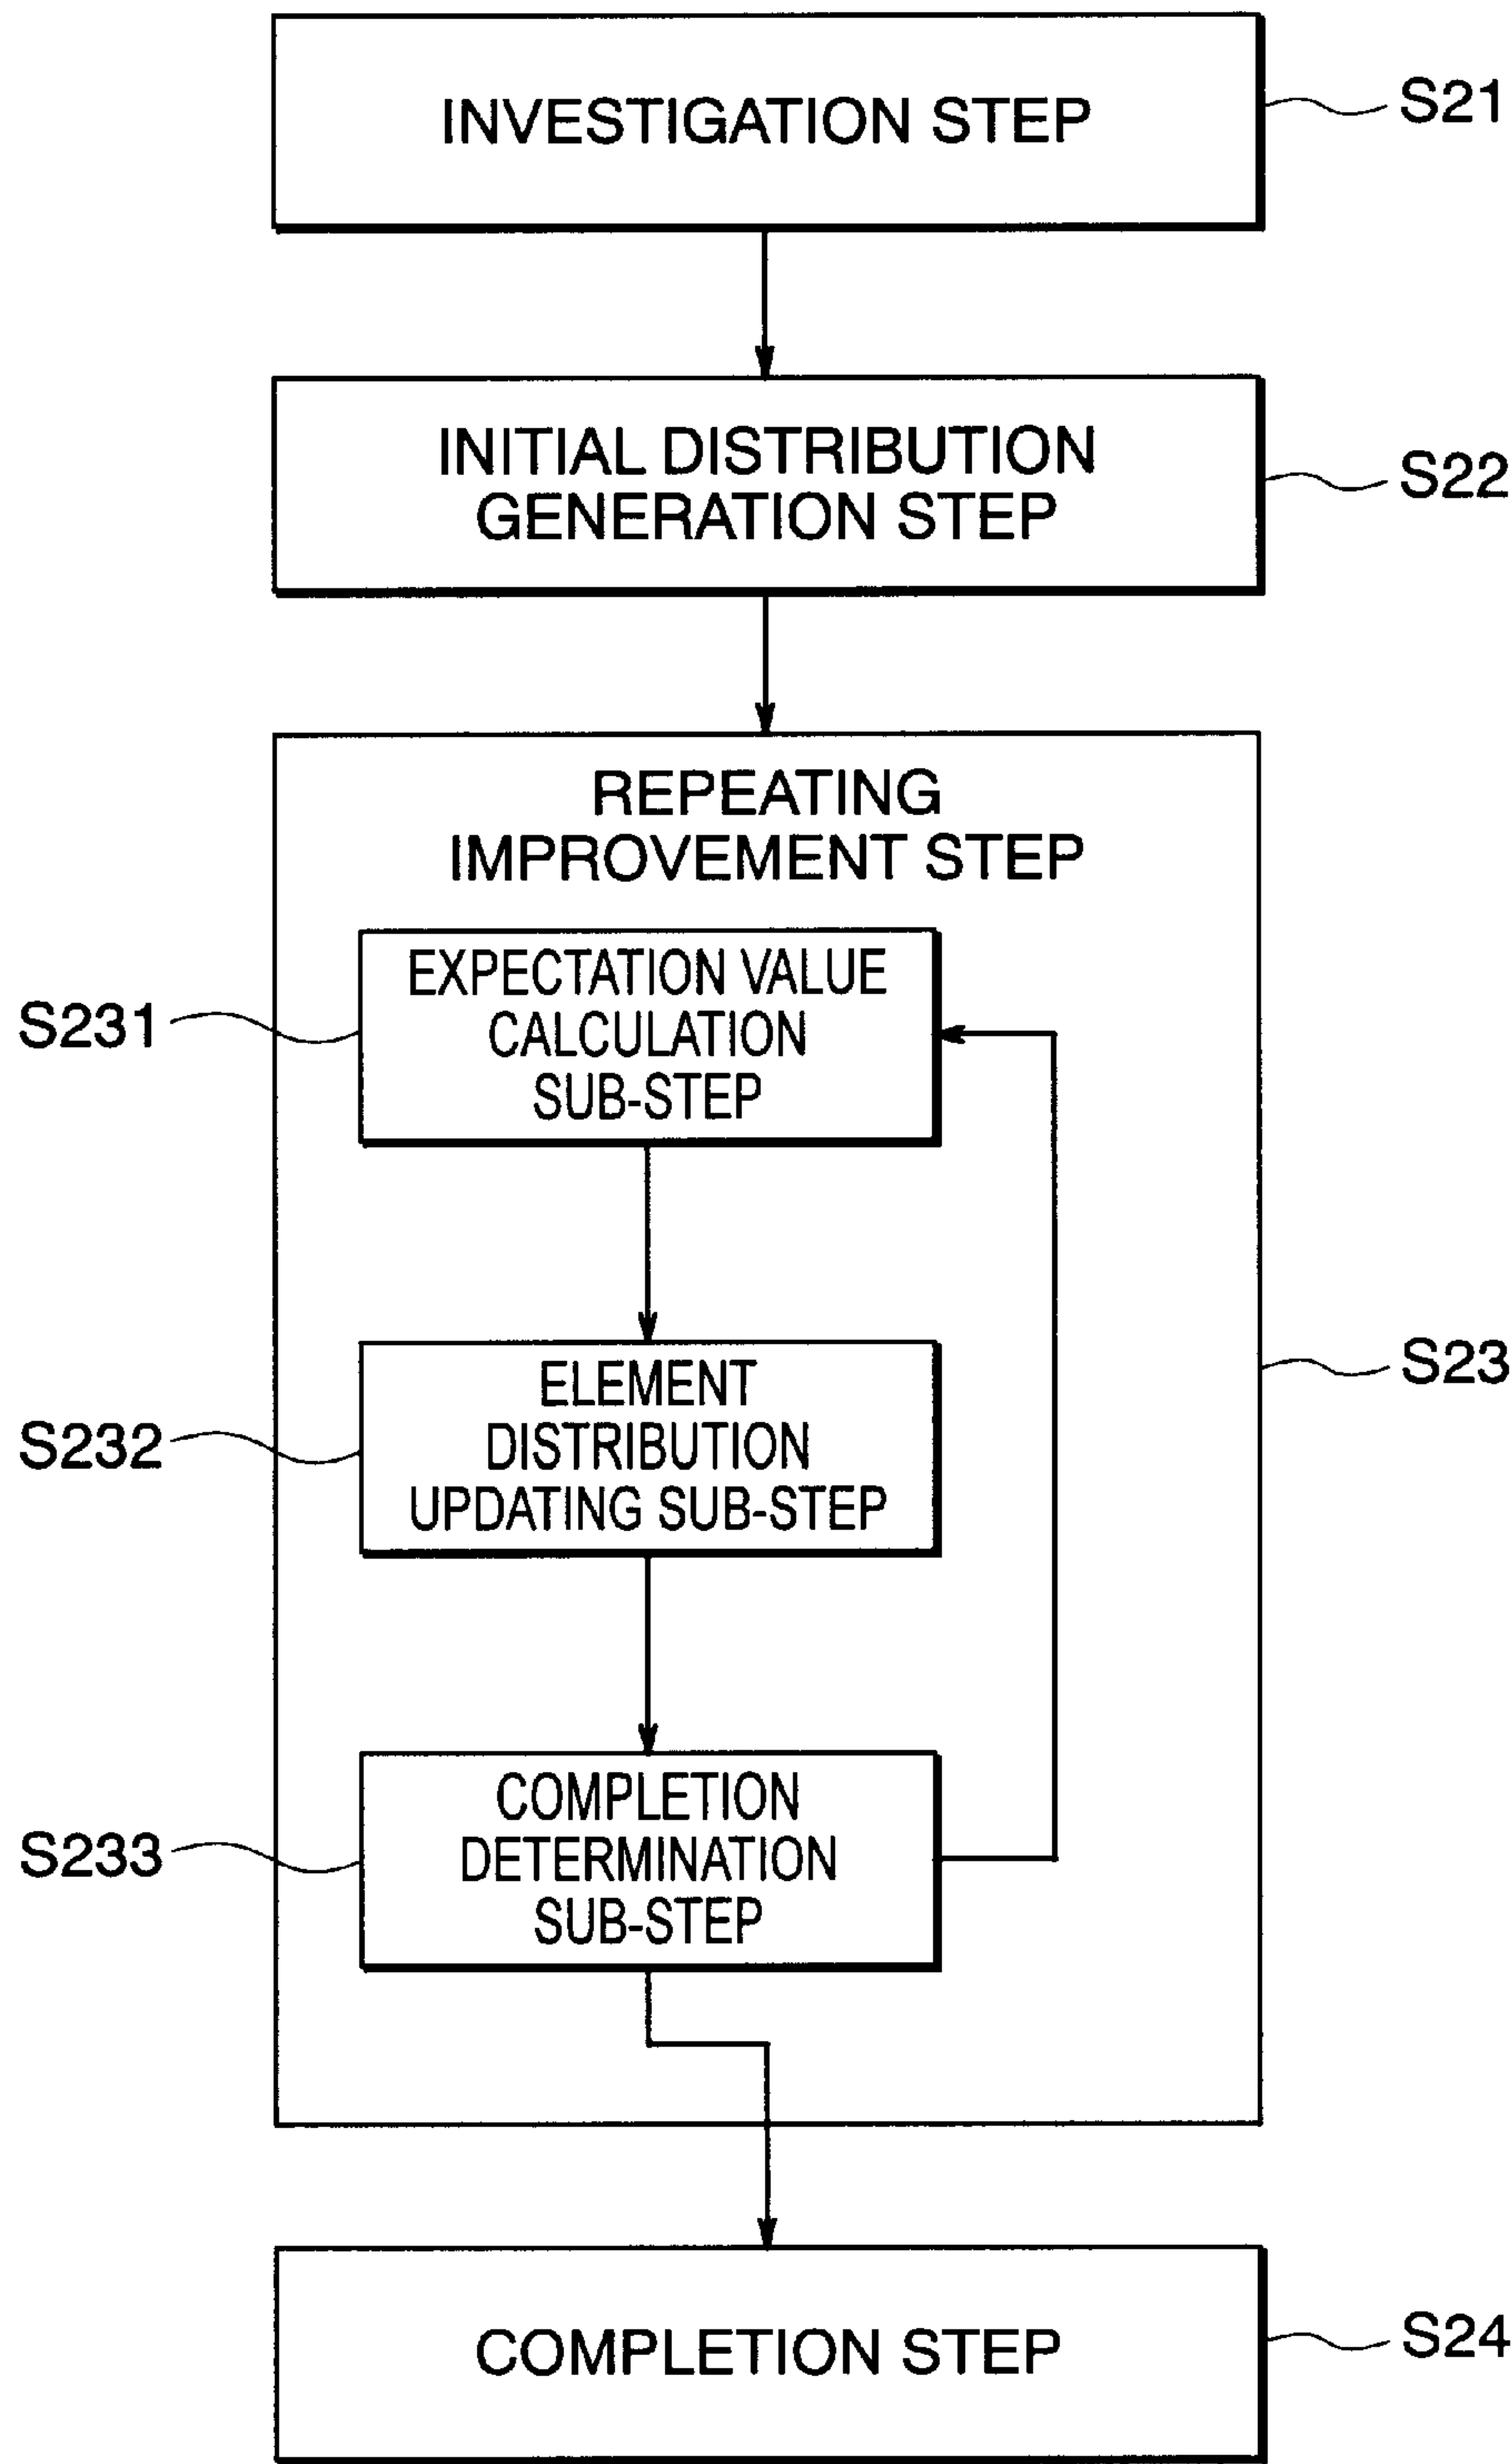 INVESTIGATION STEP
S21
INITIAL DISTRIBUTION
GENERATION STEP
S22
REPEATING
IMPROVEMENT STEP
EXPECTATION VALUE
CALCULATION
SUB-STEP
S231
ELEMENT
DISTRIBUTION
UPDATING SUB-STEP
S232
S23
COMPLETION
DETERMINATION
SUB-STEP
S233
COMPLETION STEP
S24